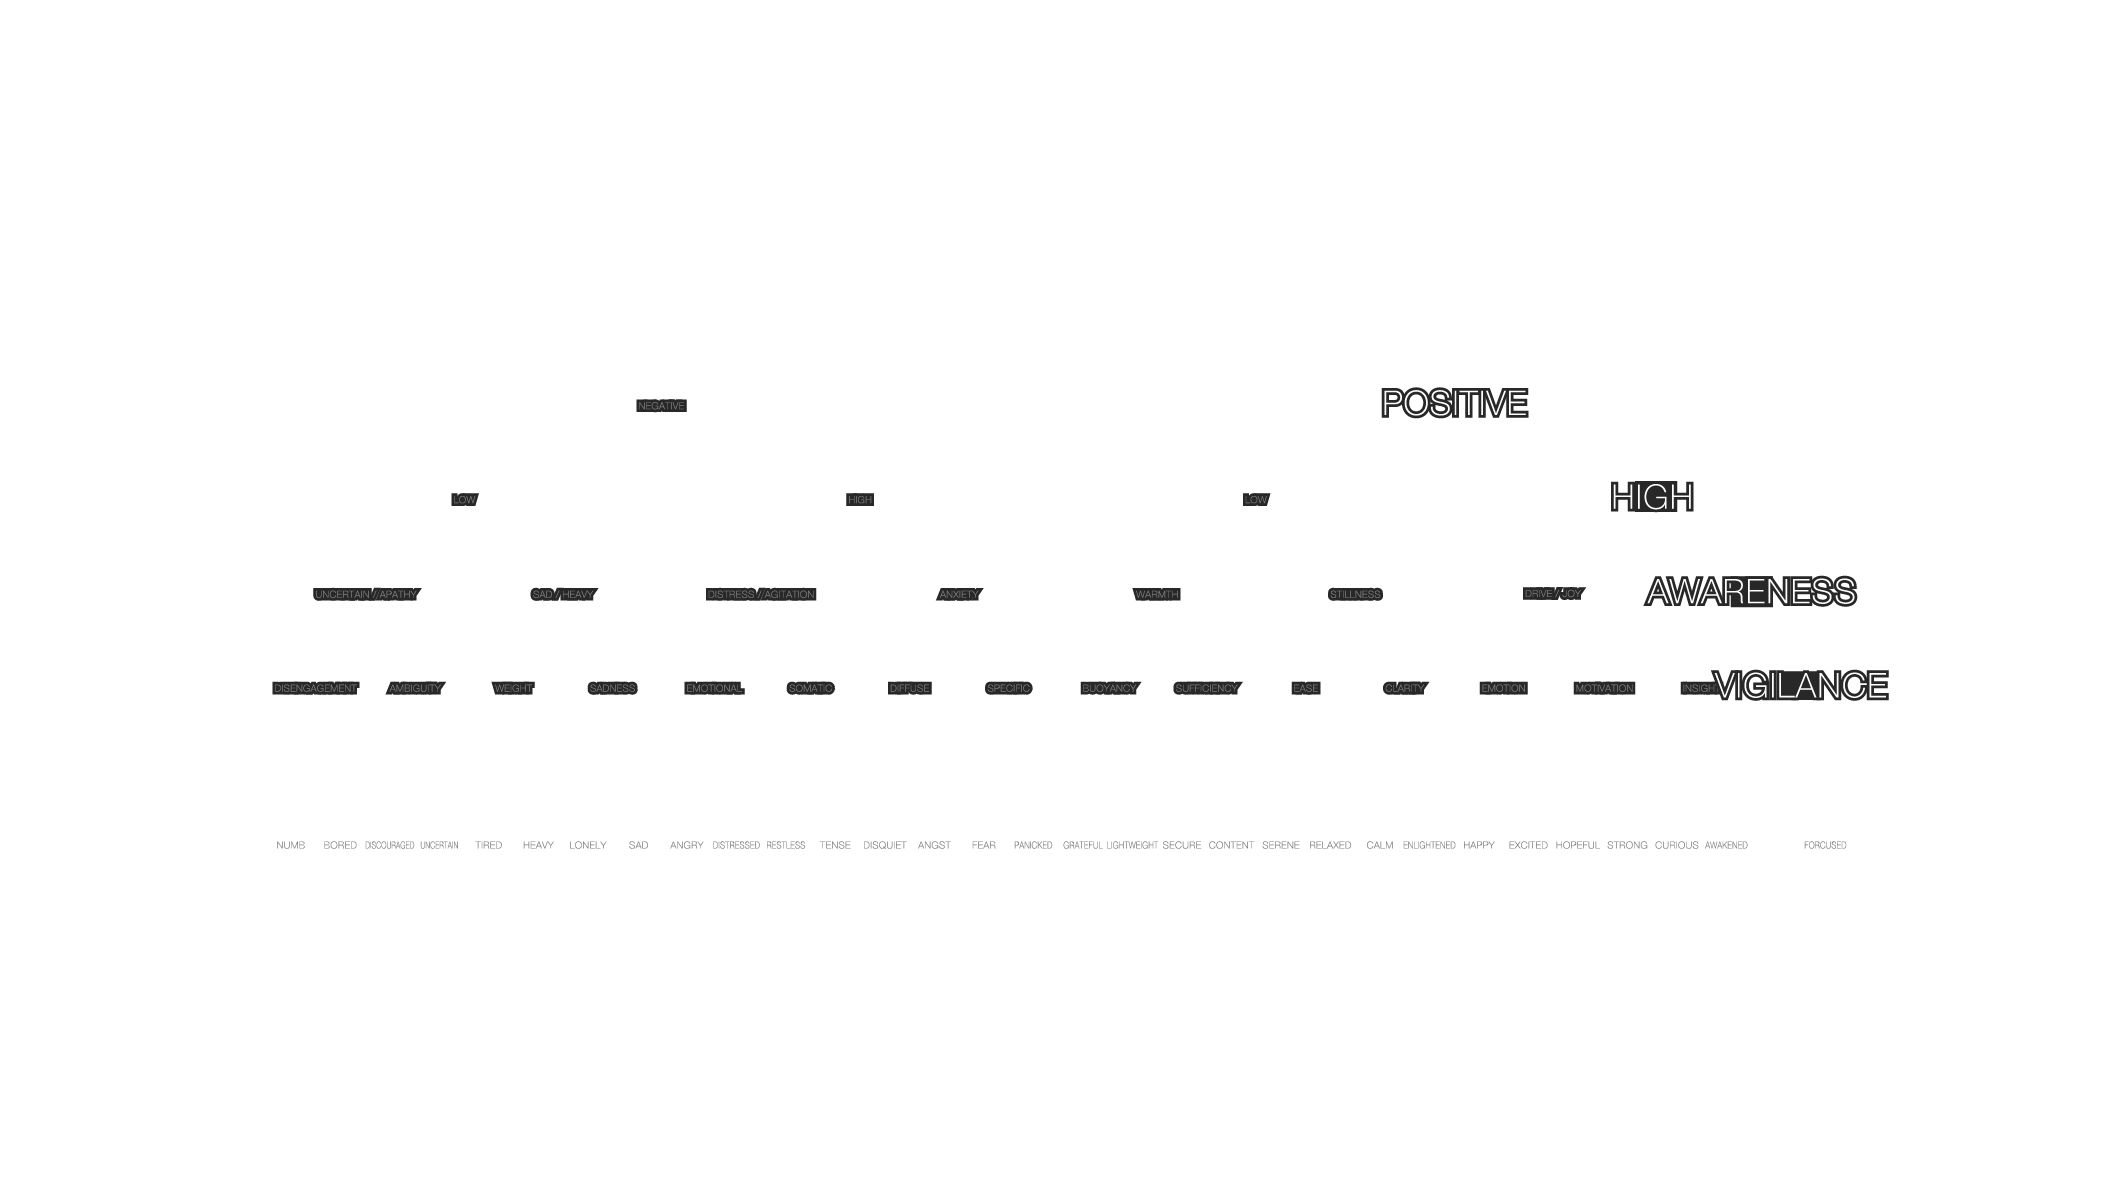 NEGATIVE POSITIVE
LOW HIGH LOW HIGH
UNCERTAIN//APATHY SAD//HEAVY DISTRESS//AGITATION ANXIETY WARMTH STILLNESS DRIVE//JOY AWARENESS
DISENGAGEMENT AMBIGUITY WEIGHT SADNESS EMOTIONAL SOMATIC DIFFUSE SPECIFIC BUOYANCY SUFFICIENCY EASE CLARITY EMOTION MOTIVATION INSIGHT VIGILANCE
NUMB BORED DISCOURAGED UNCERTAIN TIRED HEAVY LONELY SAD ANGRY DISTRESSED RESTLESS TENSE DISQUIET ANGST FEAR PANICKED GRATEFUL LIGHTWEIGHT SECURE CONTENT SERENE RELAXED CALM ENLIGHTENED HAPPY EXCITED HOPEFUL STRONG CURIOUS AWAKENED FORCUSED